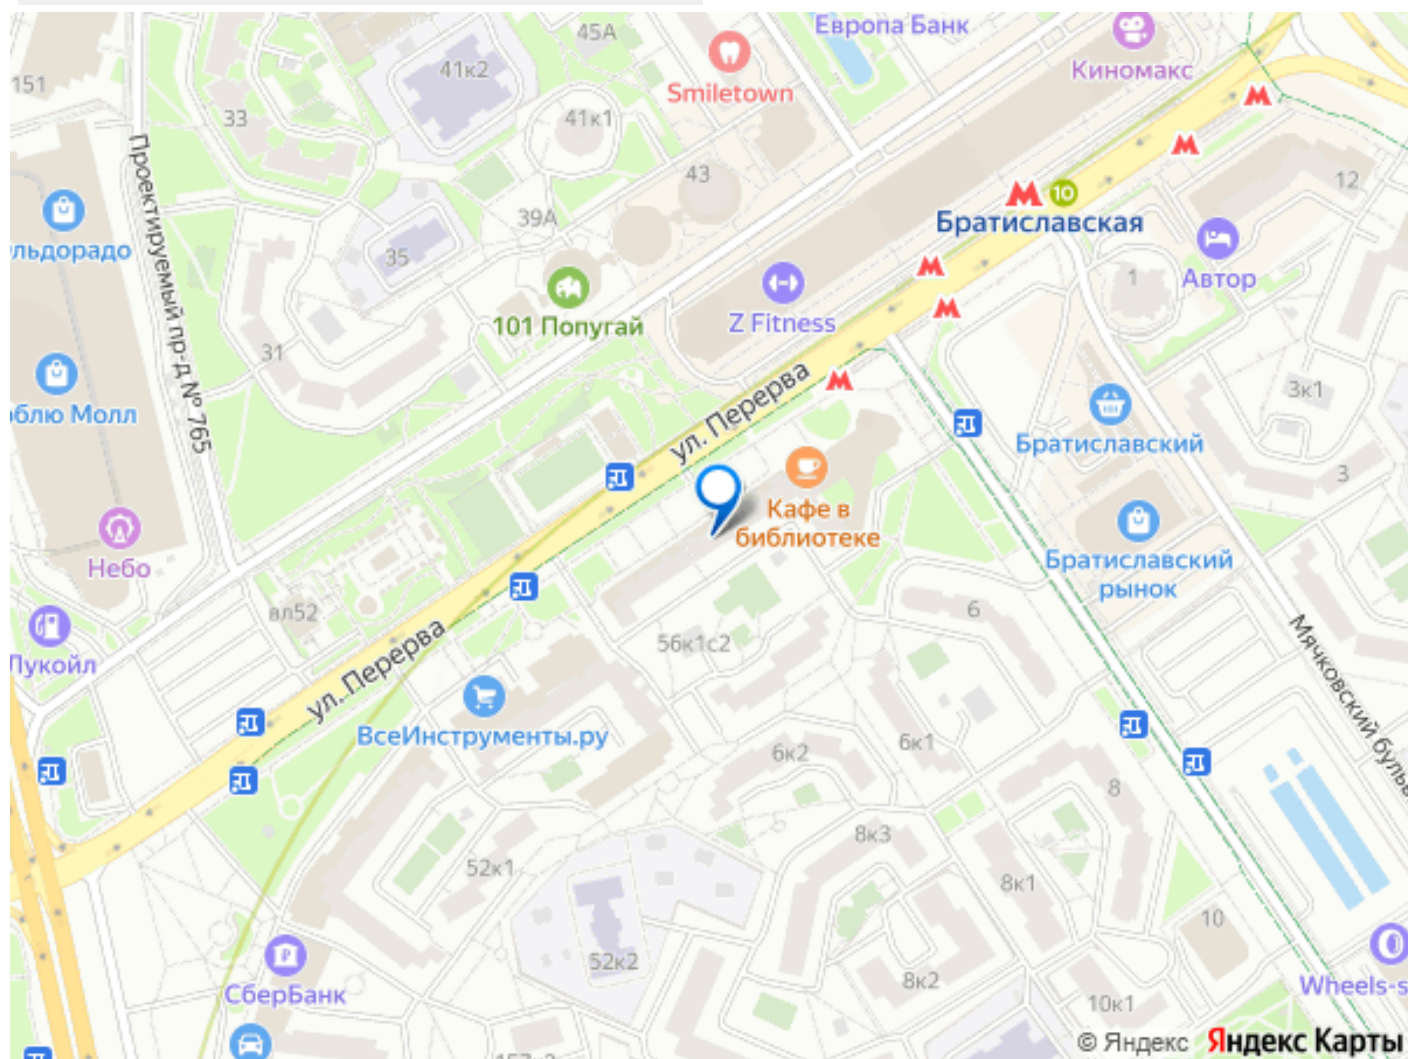 Европа Банк
45А
Киномакс
41к2
Smiletown
151
33
41к1
43
12
Проектируемый пр-д № 765
39А
10
Братиславская
льдорадо
35
Автор
1
101 Попугай
Z Fitness
31
ул. Перерва
3к1
облю Молл
Братиславский
3
Кафе в
библиотеке
Небо
Братиславский
рынок
вл52
6
56к1с2
Лукойл
ул. Перерва
Мячковский бульв
ВсеИнструменты.ру
6к2
6к1
8
52к1
8к3
8к1
10
52к2
8к2
СберБанк
Wheels-s
10к1
© Яндекс Яндекс Карты